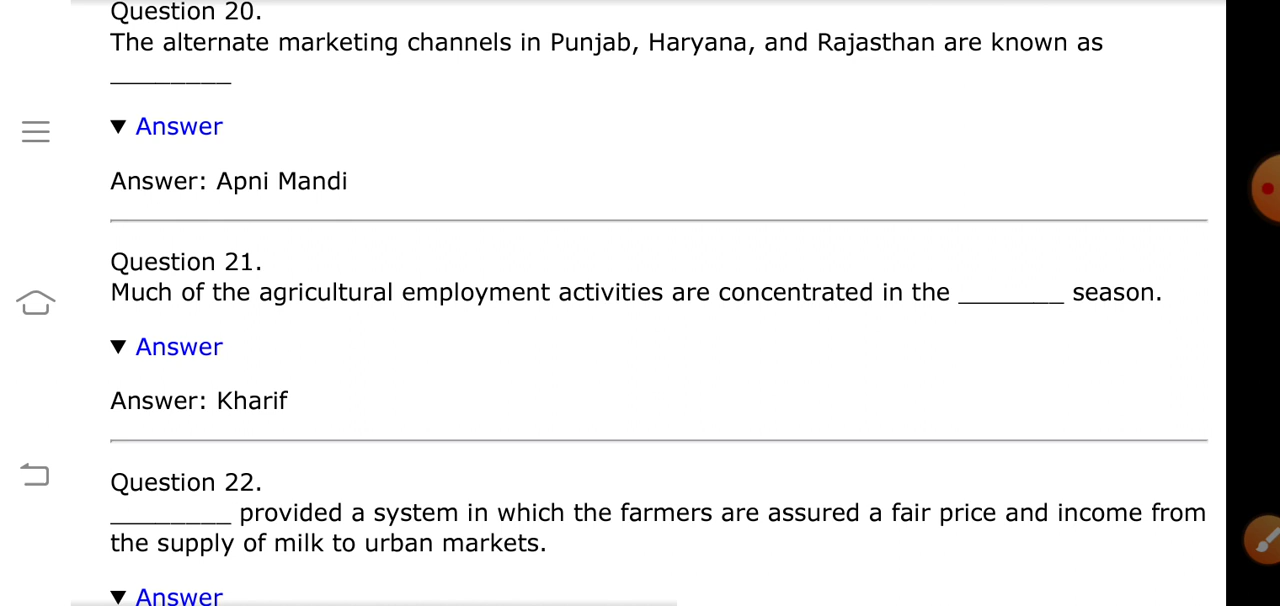 Question 20.
The alternate marketing channels in Punjab, Haryana, and Rajasthan are known as
________
▼ Answer
Answer: Apni Mandi
Question 21.
Much of the agricultural employment activities are concentrated in the _______ season.
▼ Answer
Answer: Kharif
Question 22.
________ provided a system in which the farmers are assured a fair price and income from
the supply of milk to urban markets.
▼ Answer